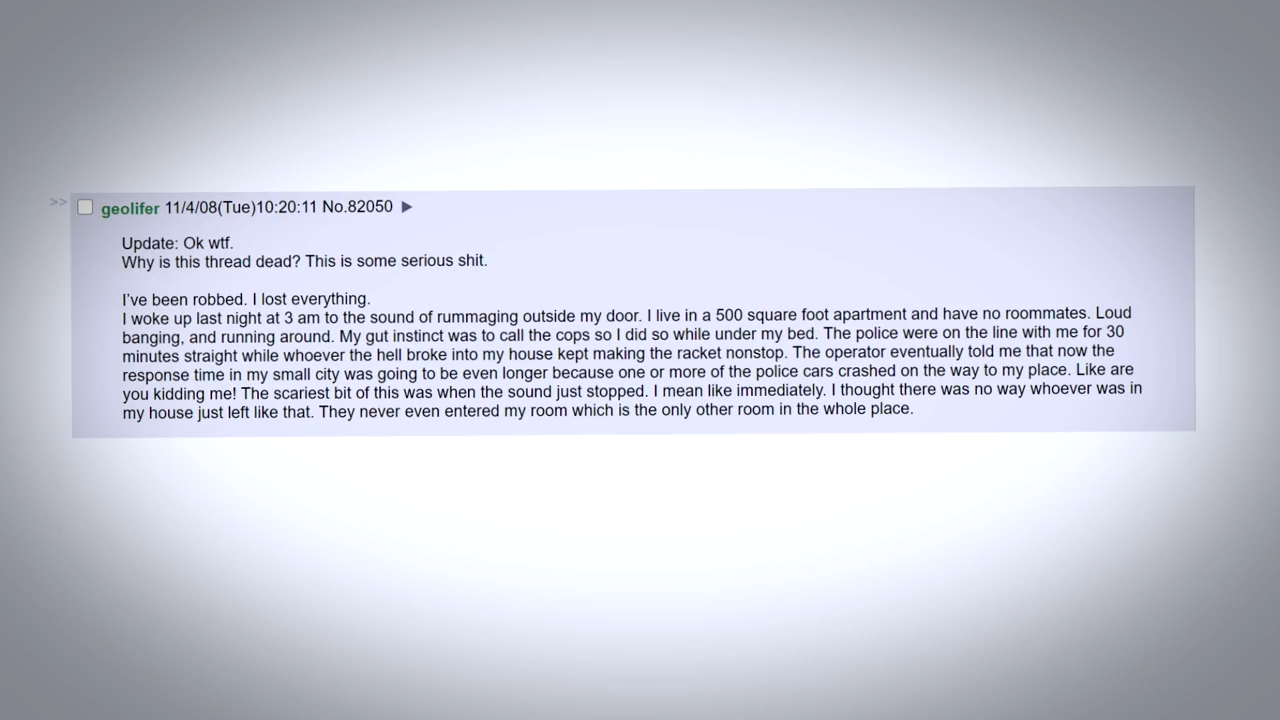 >> geolifer 11/4/08(Tue)10:20:11 No.82050 ▶
Update: Ok wtf.
Why is this thread dead? This is some serious shit.
I've been robbed. I lost everything.
I woke up last night at 3 am to the sound of rummaging outside my door. I live in a 500 square foot apartment and have no roommates. Loud
banging, and running around. My gut instinct was to call the cops so I did so while under my bed. The police were on the line with me for 30
minutes straight while whoever the hell broke into my house kept making the racket nonstop. The operator eventually told me that now the
response time in my small city was going to be even longer because one or more of the police cars crashed on the way to my place. Like are
you kidding me! The scariest bit of this was when the sound just stopped. I mean like immediately. I thought there was no way whoever was in
my house just left like that. They never even entered my room which is the only other room in the whole place.